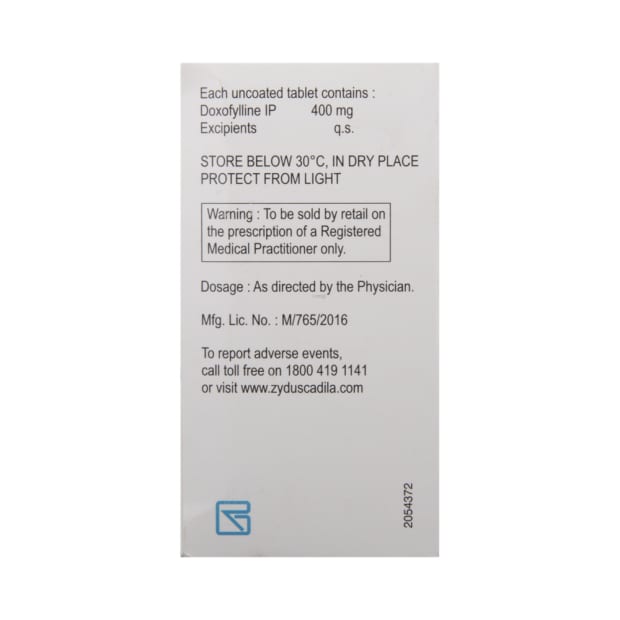 Each uncoated tablet contains :
Doxofylline IP 400 mg
Excipients q.s.
STORE BELOW 30°C, IN DRY PLACE
PROTECT FROM LIGHT
Warning : To be sold by retail on
the prescription of a Registered
Medical Practitioner only.
Dosage : As directed by the Physician.
Mfg. Lic. No. : M/765/2016
To report adverse events,
call toll free on 1800 419 1141
or visit www.zyduscadila.com
2054372